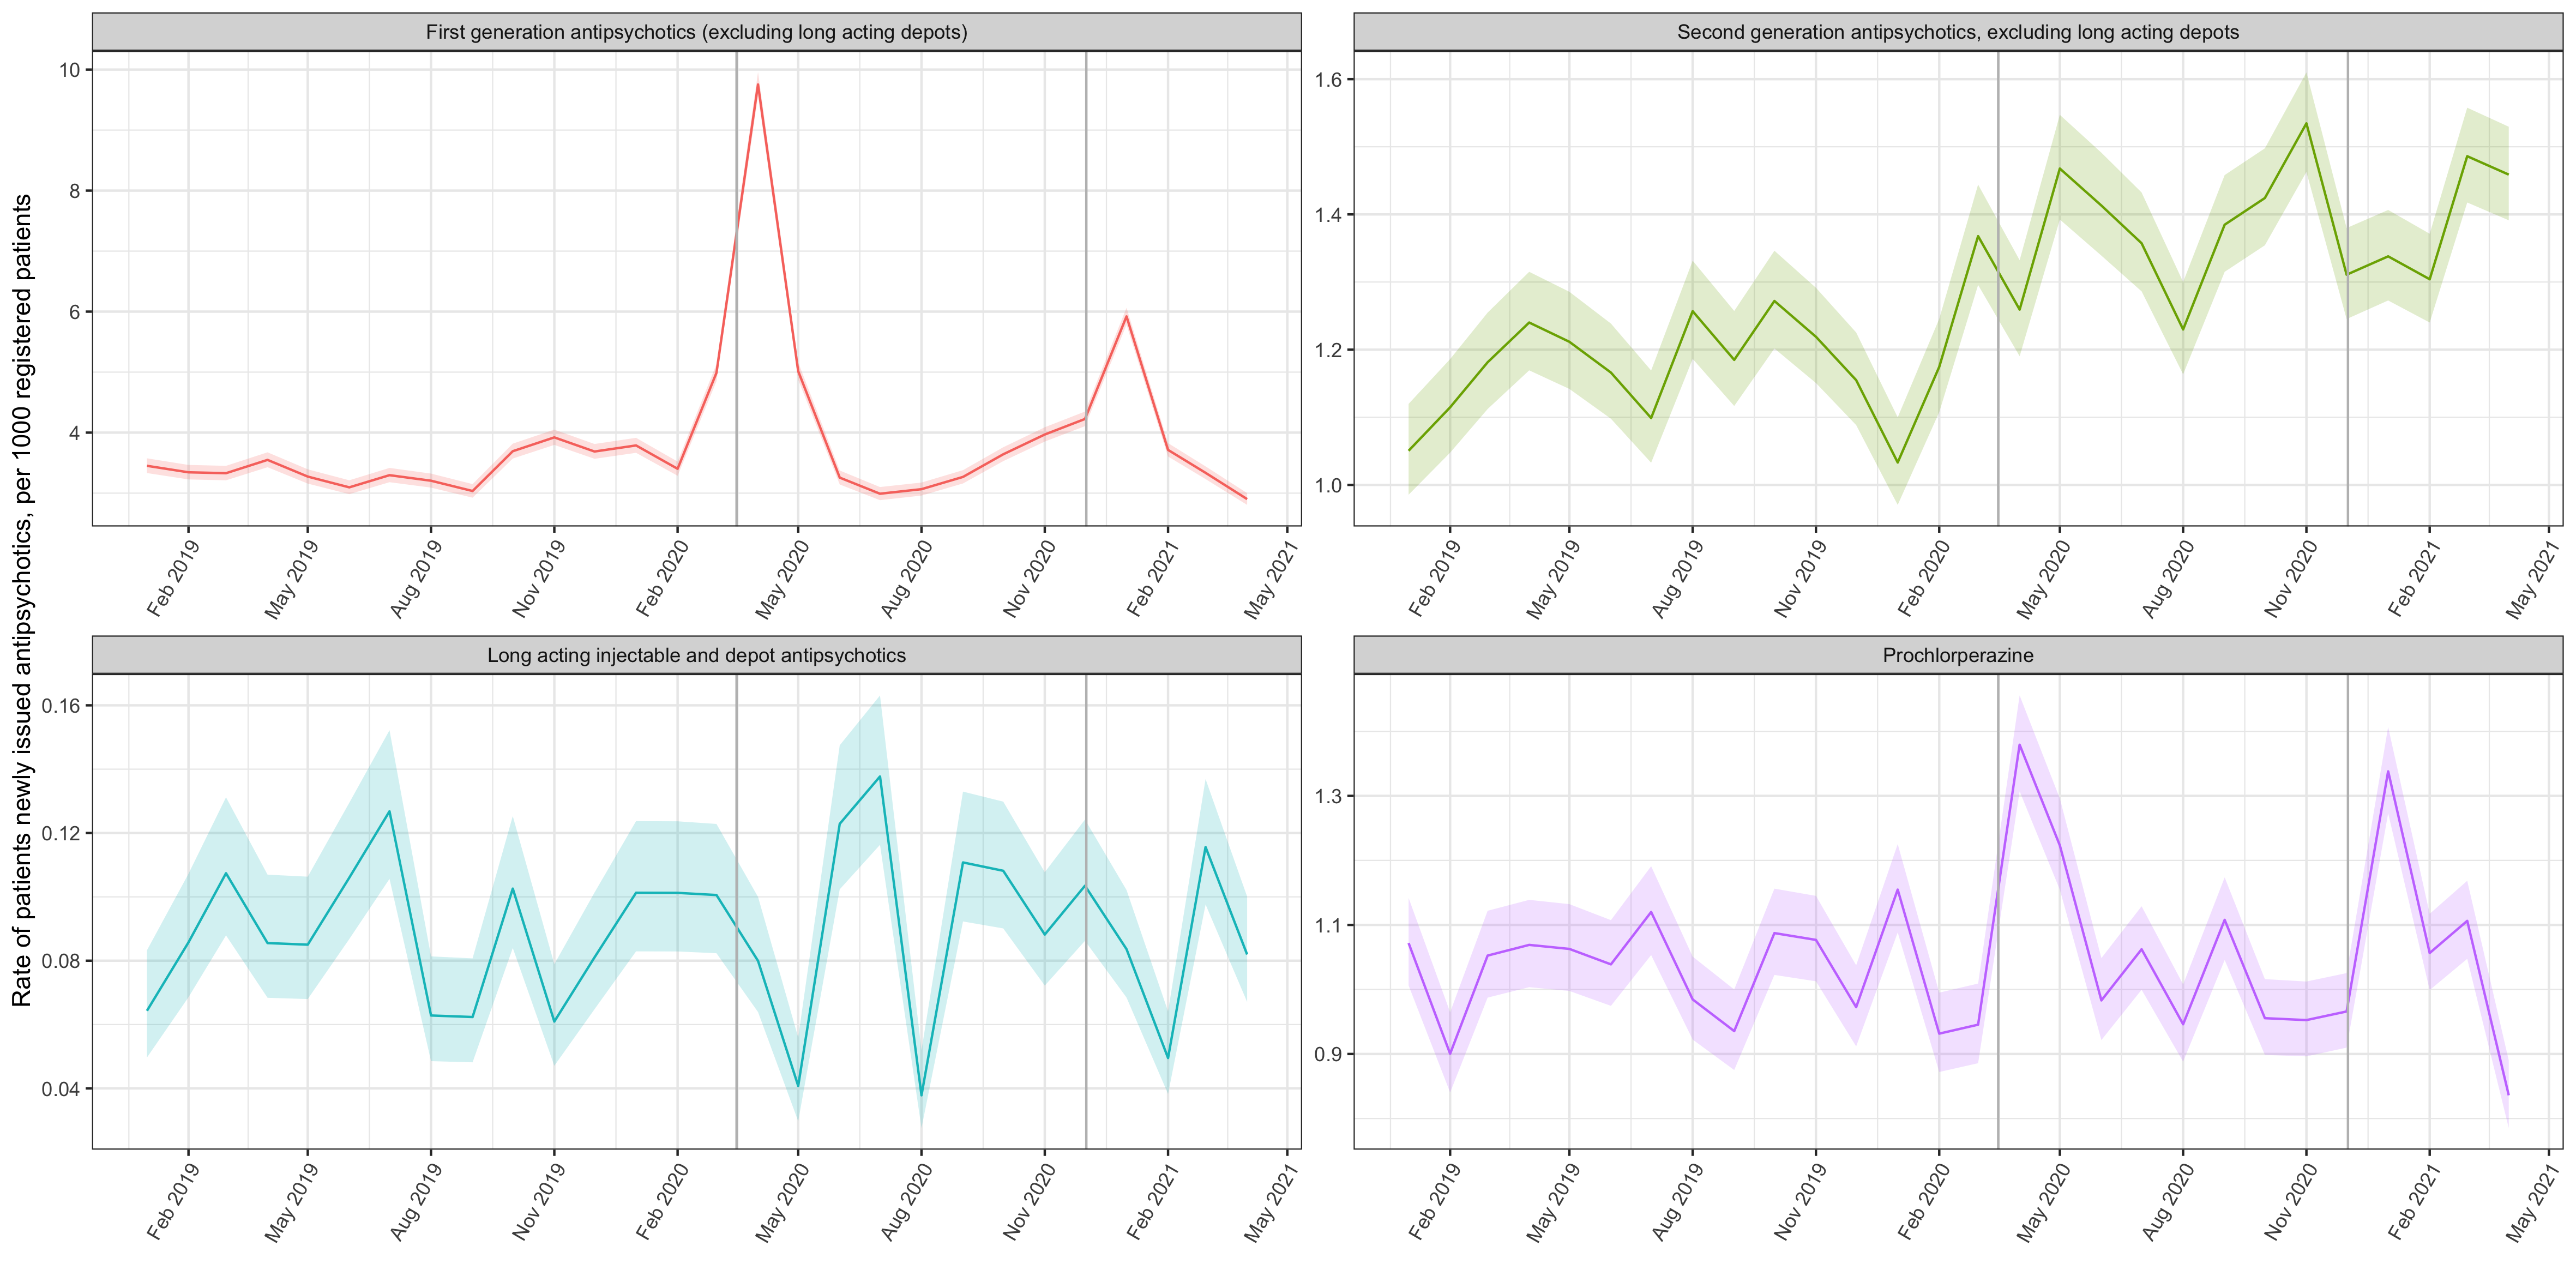 Rate of patients newly issued antipsychotics, per 1000 registered patients
First generation antipsychotics (excluding long acting depots)
10
8
6
4
Feb 2019
May 2019
Aug 2019
Nov 2019
Feb 2020
May 2020
Aug 2020
Nov 2020
Feb 2021
May 2021
Second generation antipsychotics, excluding long acting depots
1.6
1.4
1.2
1.0
Feb 2019
May 2019
Aug 2019
Nov 2019
Feb 2020
May 2020
Aug 2020
Nov 2020
Feb 2021
May 2021
Long acting injectable and depot antipsychotics
0.16
0.12
0.08
0.04
Feb 2019
May 2019
Aug 2019
Nov 2019
Feb 2020
May 2020
Aug 2020
Nov 2020
Feb 2021
May 2021
Prochlorperazine
1.3
1.1
0.9
Feb 2019
May 2019
Aug 2019
Nov 2019
Feb 2020
May 2020
Aug 2020
Nov 2020
Feb 2021
May 2021